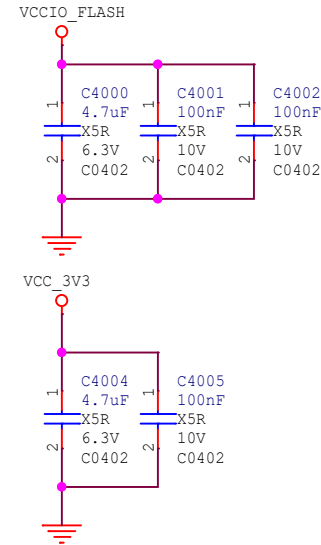 VCCIO_FLASH
1
2
C4000
4.7uF
X5R
6.3V
C0402
1
2
C4001
100nF
X5R
10V
C0402
1
2
C4002
100nF
X5R
10V
C0402
VCC_3V3
1
2
C4004
4.7uF
X5R
6.3V
C0402
1
2
C4005
100nF
X5R
10V
C0402